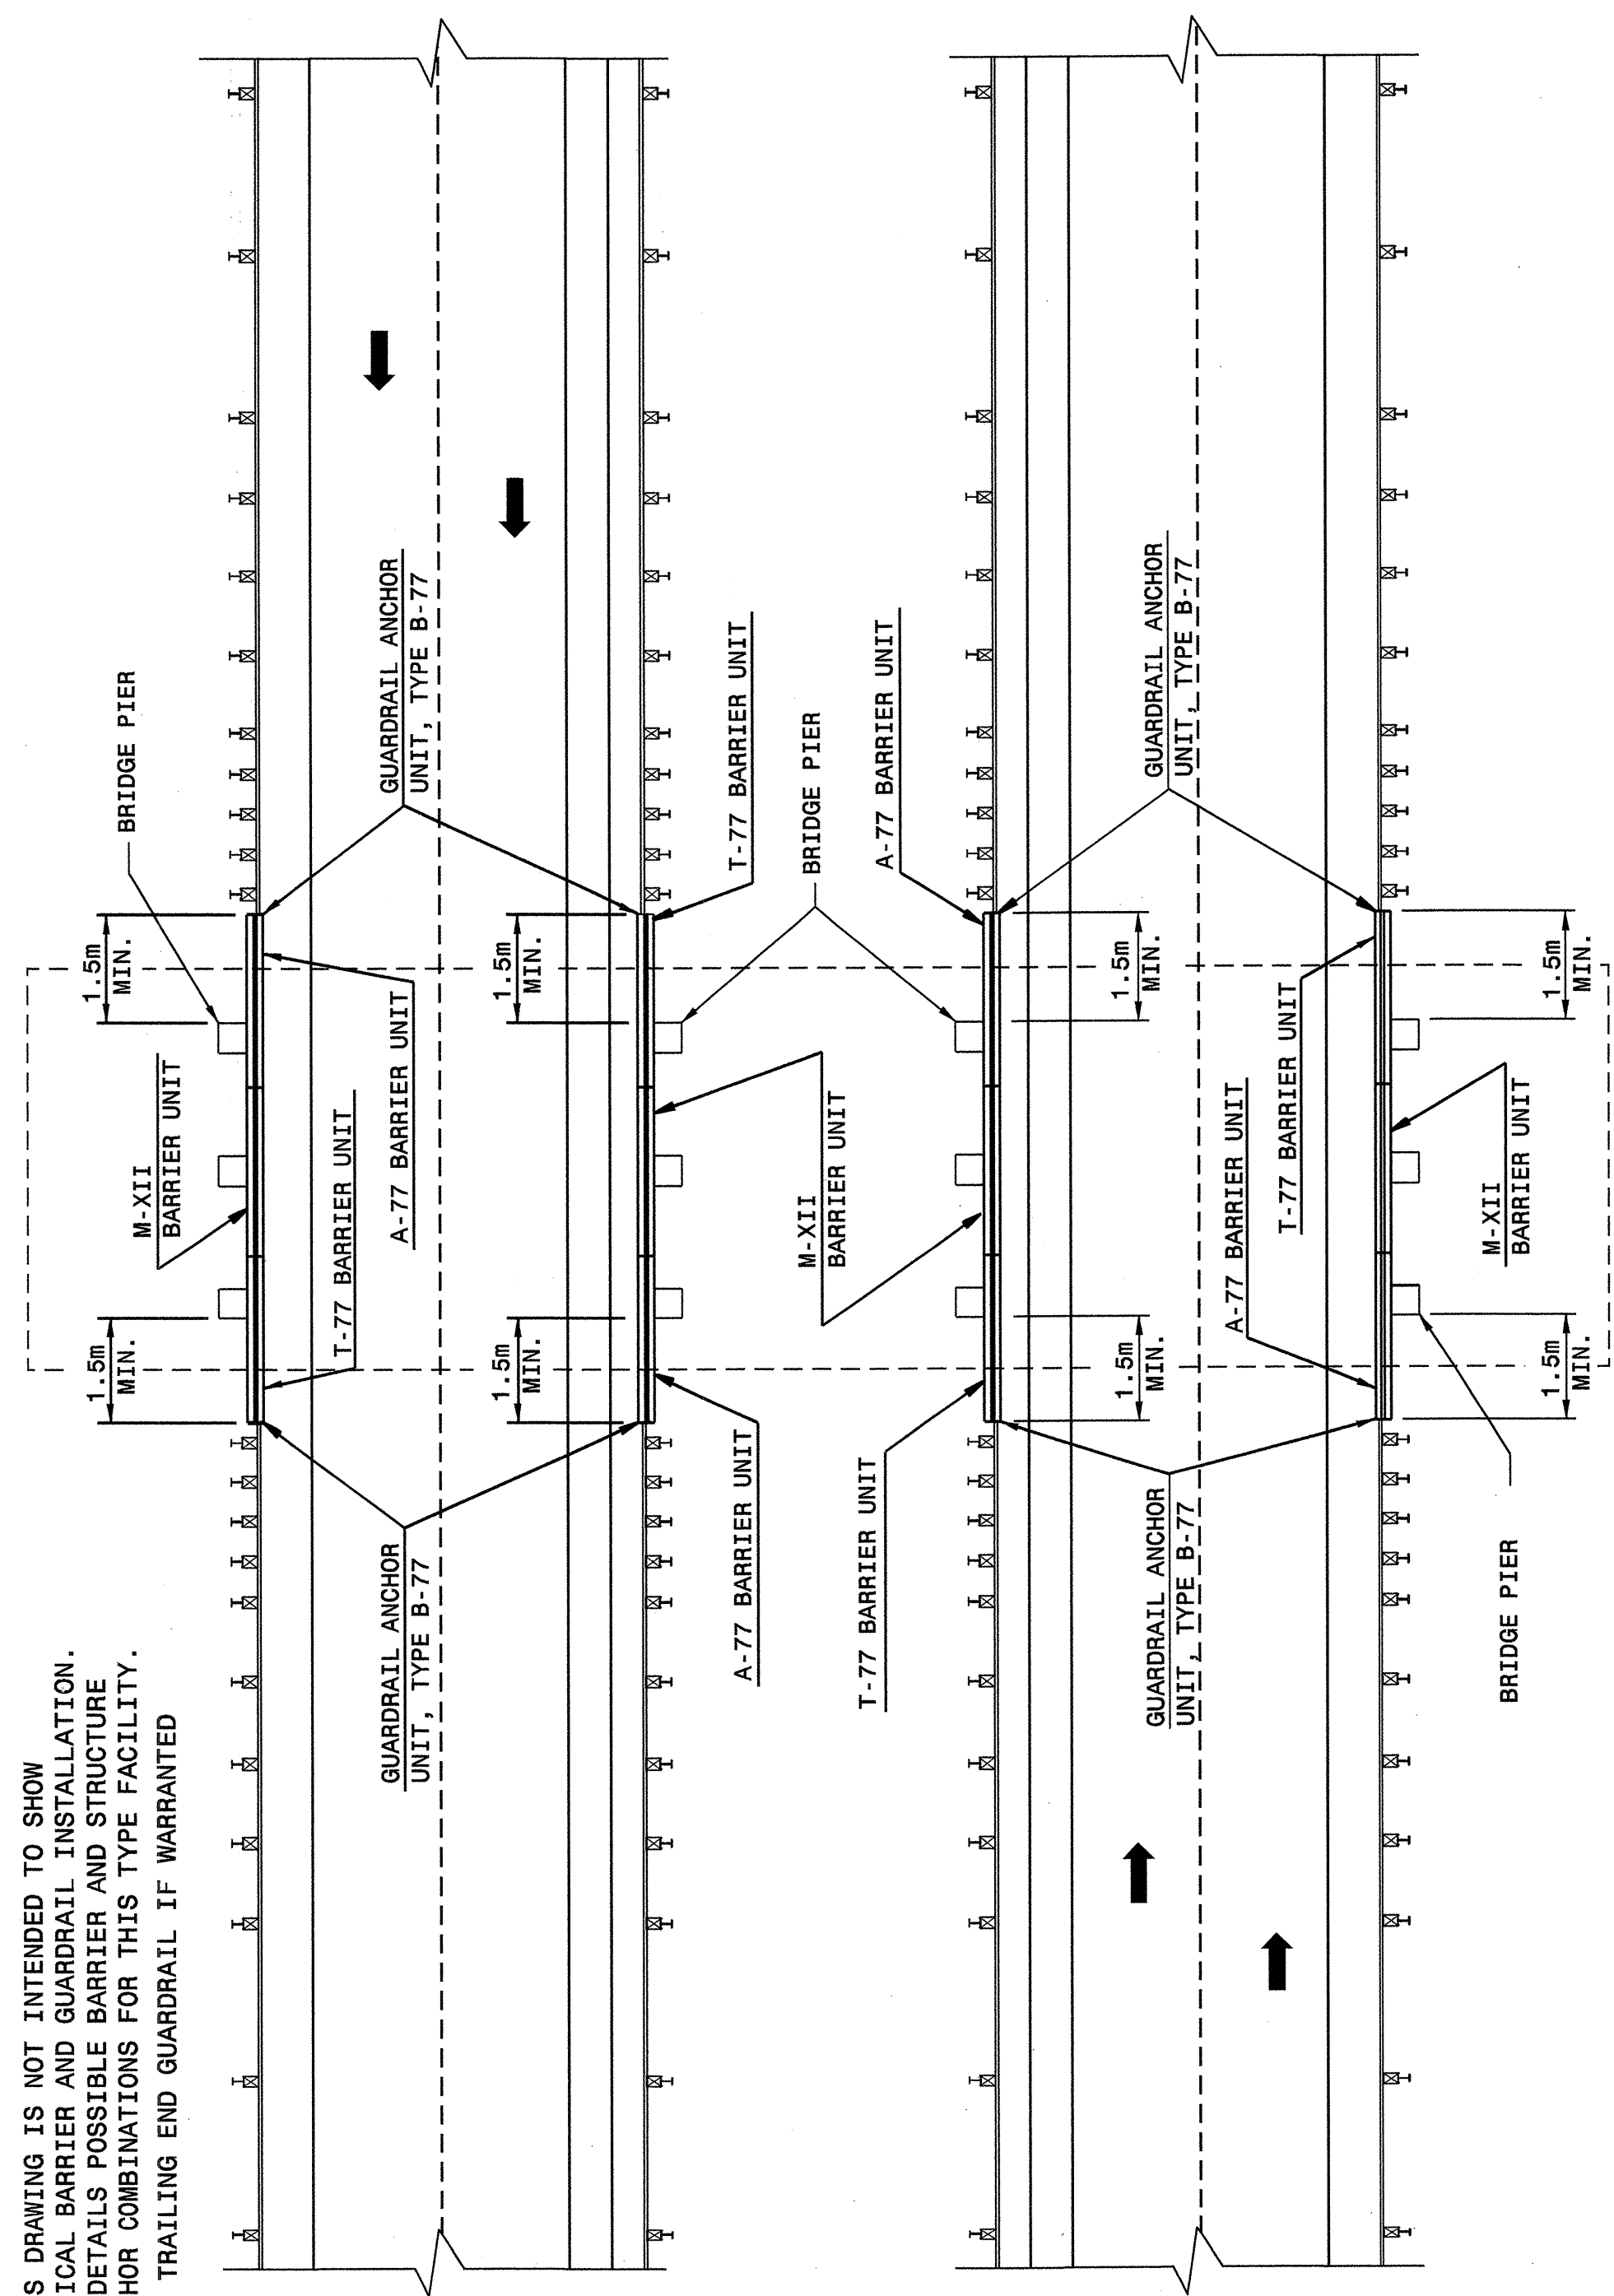 S DRAWING IS NOT INTENDED TO SHOW
ICAL BARRIER AND GUARDRAIL INSTALLATION.
DETAILS POSSIBLE BARRIER AND STRUCTURE
HOR COMBINATIONS FOR THIS TYPE FACILITY.
TRAILING END GUARDRAIL IF WARRANTED
1.5m
MIN.
M-XII
BARRIER UNIT
BRIDGE PIER
1.5m
MIN.
T-77 BARRIER UNIT
A-77 BARRIER UNIT
GUARDRAIL ANCHOR
UNIT, TYPE B-77
GUARDRAIL ANCHOR
UNIT, TYPE B-77
1.5m
MIN.
1.5m
MIN.
A-77 BARRIER UNIT
T-77 BARRIER UNIT
M-XII
BARRIER UNIT
BRIDGE PIER
T-77 BARRIER UNIT
A-77 BARRIER UNIT
1.5m
MIN.
1.5m
MIN.
GUARDRAIL ANCHOR
UNIT, TYPE B-77
GUARDRAIL ANCHOR
UNIT, TYPE B-77
A-77 BARRIER UNIT
T-77 BARRIER UNIT
BRIDGE PIER
M-XII
BARRIER UNIT
1.5m
MIN.
1.5m
MIN.